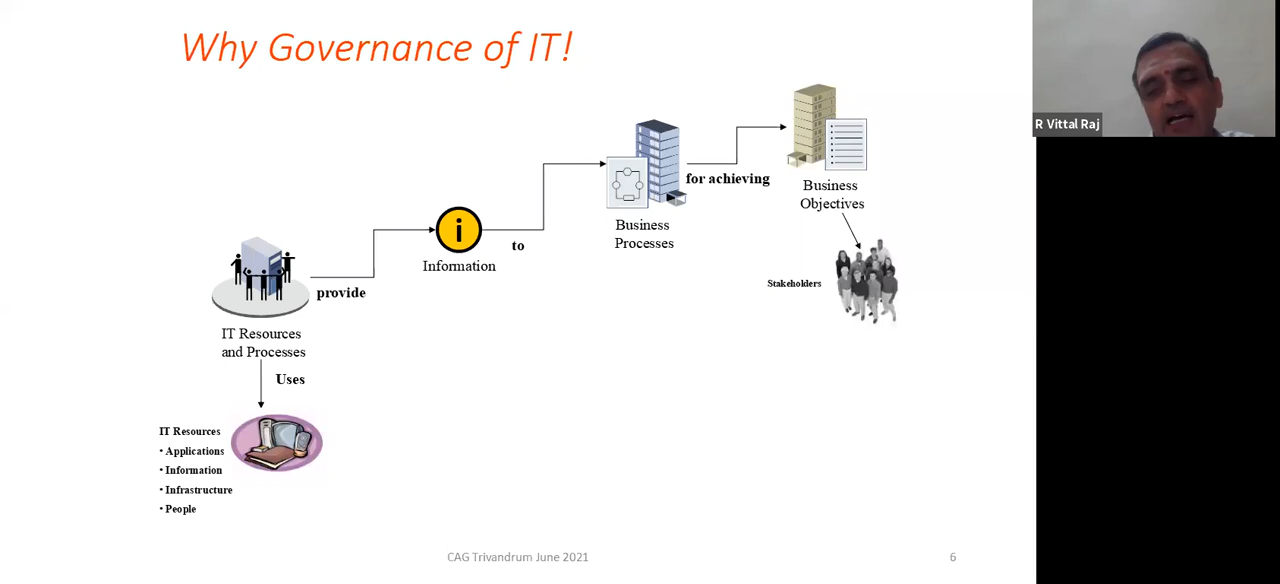 Why Governance of IT!
R Vittal Raj
for achieving
Business
Objectives
Business
Processes
to
i
Information
Stakeholders
provide
IT Resources
and Processes
Uses
IT Resources
• Applications
• Information
• Infrastructure
• People
CAG Trivandrum June 2021
6